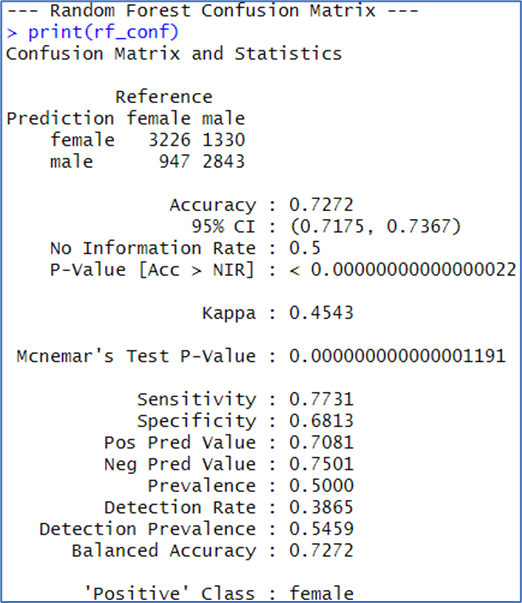 --- Random Forest Confusion Matrix ---
> print(rf_conf)
Confusion Matrix and Statistics
Reference
Prediction female male
female 3226 1330
male 947 2843
Accuracy : 0.7272
95% CI : (0.7175, 0.7367)
No Information Rate : 0.5
P-Value [Acc > NIR] : < 0.00000000000000022
Kappa : 0.4543
Mcnemar's Test P-Value : 0.000000000000001191
Sensitivity : 0.7731
Specificity : 0.6813
Pos Pred Value : 0.7081
Neg Pred Value : 0.7501
Prevalence : 0.5000
Detection Rate : 0.3865
Detection Prevalence : 0.5459
Balanced Accuracy : 0.7272
'Positive' Class : female